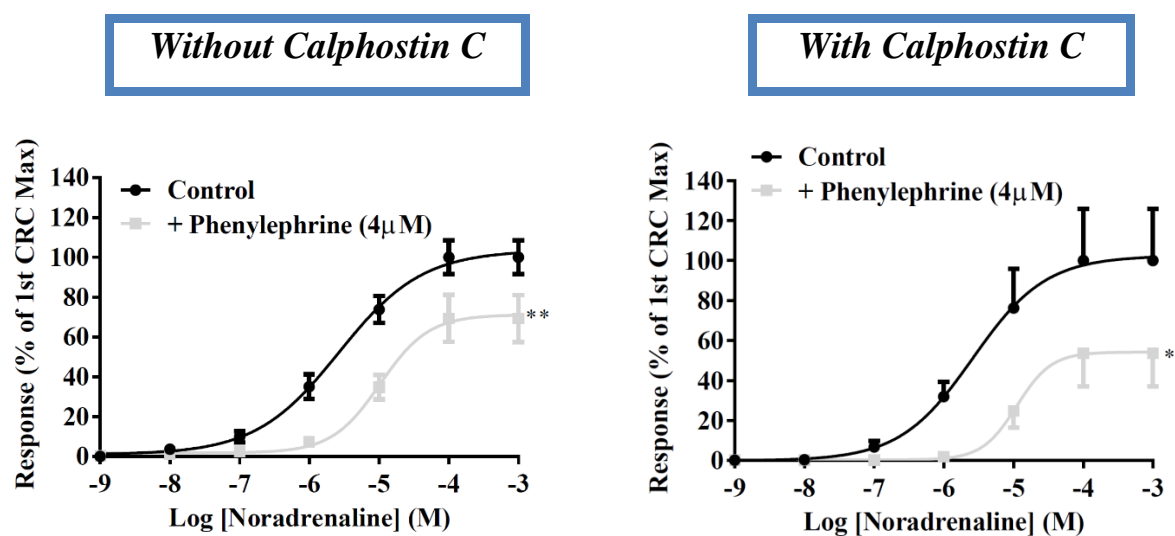 Without Calphostin C
With Calphostin C
Response (% of 1st CRC Max)
140
120
100
80
60
40
20
0
Control
+ Phenylephrine (4µM)
**
-9 -8 -7 -6 -5 -4 -3
Log [Noradrenaline] (M)
Response (% of 1st CRC Max)
140
120
100
80
60
40
20
0
Control
+ Phenylephrine (4µM)
*
-9 -8 -7 -6 -5 -4 -3
Log [Noradrenaline] (M)